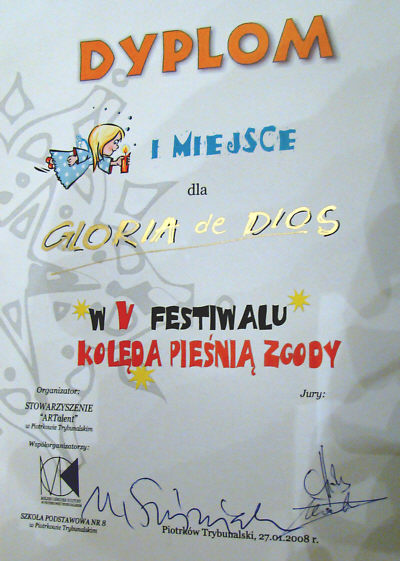 DYPLOM
I MIEJSCE
dla
GLORIA de DIOS
W V FESTIWALU
KOLĘDA PIEŚNIĄ ZGODY
Organizator:
STOWARZYSZENIE
"ARTalent"
w Piotrkowie Trybunalskim
Współorganizatorzy:
SZKOŁA PODSTAWOWA NR 8
w Piotrkowie Trybunalskim
Jury:
Piotrków Trybunalski, 27.01.2008 r.